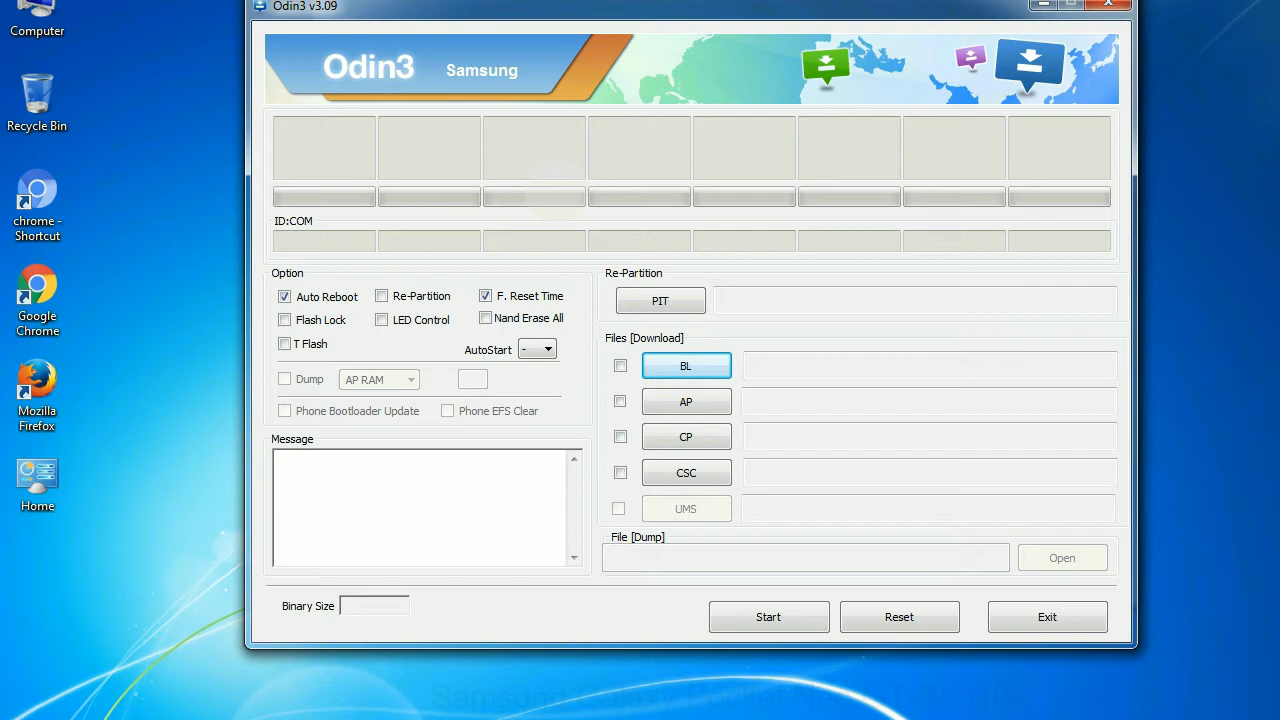 Odin3 v3.09
Computer
Recycle Bin
chrome -
Shortcut
Google
Chrome
Mozilla
Firefox
Home
Odin3 Samsung
ID:COM
Option
Auto Reboot Re-Partition F. Reset Time
Flash Lock LED Control Nand Erase All
T Flash AutoStart -
Dump AP RAM
Phone Bootloader Update Phone EFS Clear
Message
Re-Partition
PIT
Files [Download]
BL
AP
CP
CSC
UMS
File [Dump]
Open
Binary Size
Start Reset Exit
Samsung Galaxy Pocket